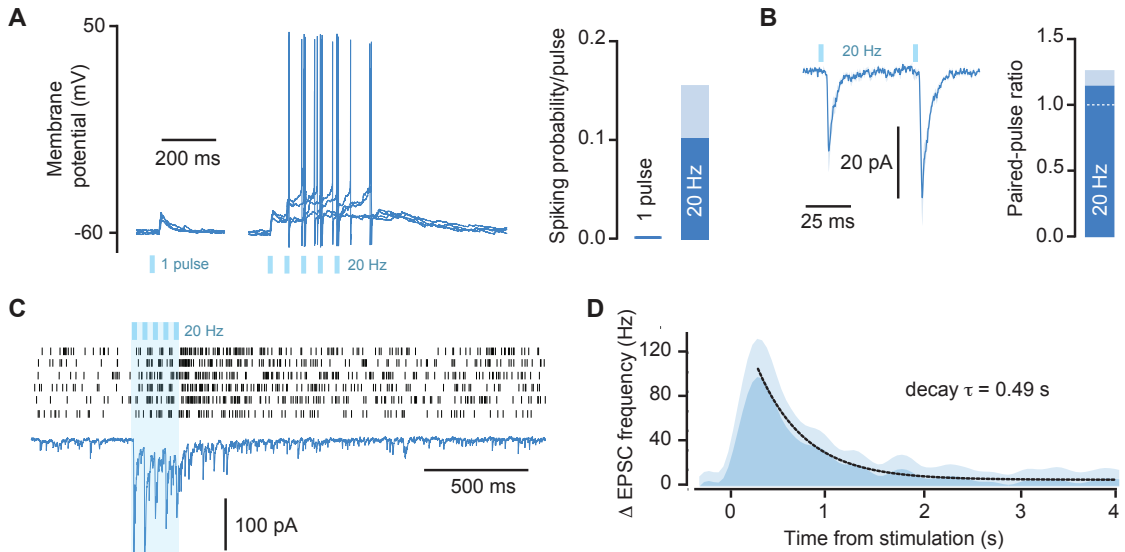 A
50
Membrane
potential (mV)
-60
200 ms
1 pulse
20 Hz
Spiking probability/pulse
0.2
0.1
0.0
1 pulse
20 Hz
B
20 Hz
20 pA
25 ms
Paired-pulse ratio
1.5
1.0
0.5
0.0
20 Hz
C
20 Hz
500 ms
100 pA
D
Δ EPSC frequency (Hz)
120
80
40
0
decay τ = 0.49 s
0 1 2 3 4
Time from stimulation (s)